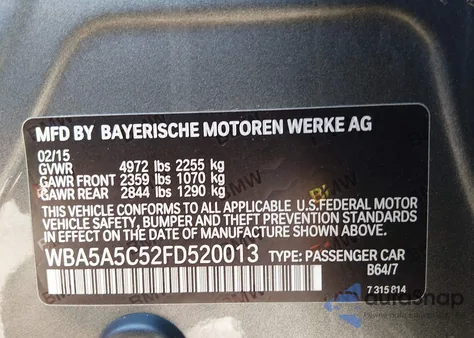 MFD BY BAYERISCHE MOTOREN WERKE AG
02/15
GVWR 4972 lbs 2255 kg
GAWR FRONT 2359 lbs 1070 kg
GAWR REAR 2844 lbs 1290 kg
THIS VEHICLE CONFORMS TO ALL APPLICABLE U.S.FEDERAL MOTOR
VEHICLE SAFETY, BUMPER, AND THEFT PREVENTION STANDARDS IN
EFFECT ON THE DATE OF MANUFACTURE SHOWN ABOVE.
WBA5A5C52FD520013 TYPE: PASSENGER CAR
B64/7
7 315 814
autosnap